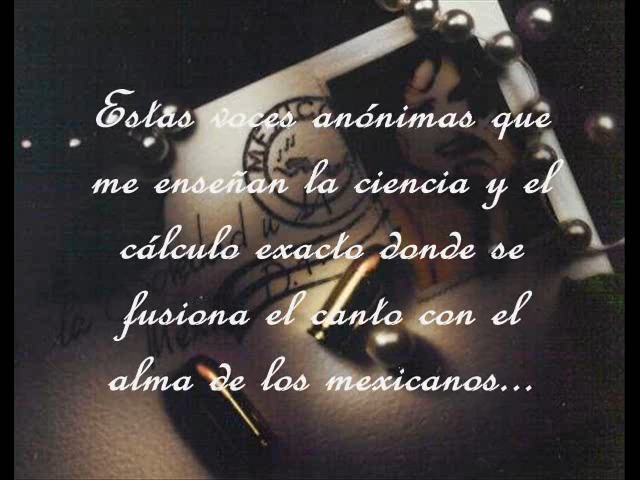 Estas voces anónimas que
me enseñan la ciencia y el
cálculo exacto donde se
fusiona el canto con el
alma de los mexicanos...